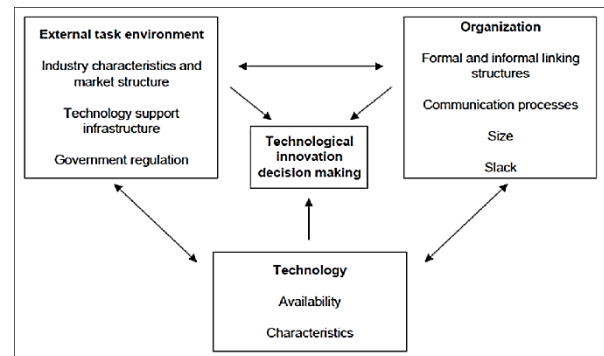 External task environment
Industry characteristics and
market structure
Technology support
infrastructure
Government regulation
Organization
Formal and informal linking
structures
Communication processes
Size
Slack
Technological
innovation
decision making
Technology
Availability
Characteristics